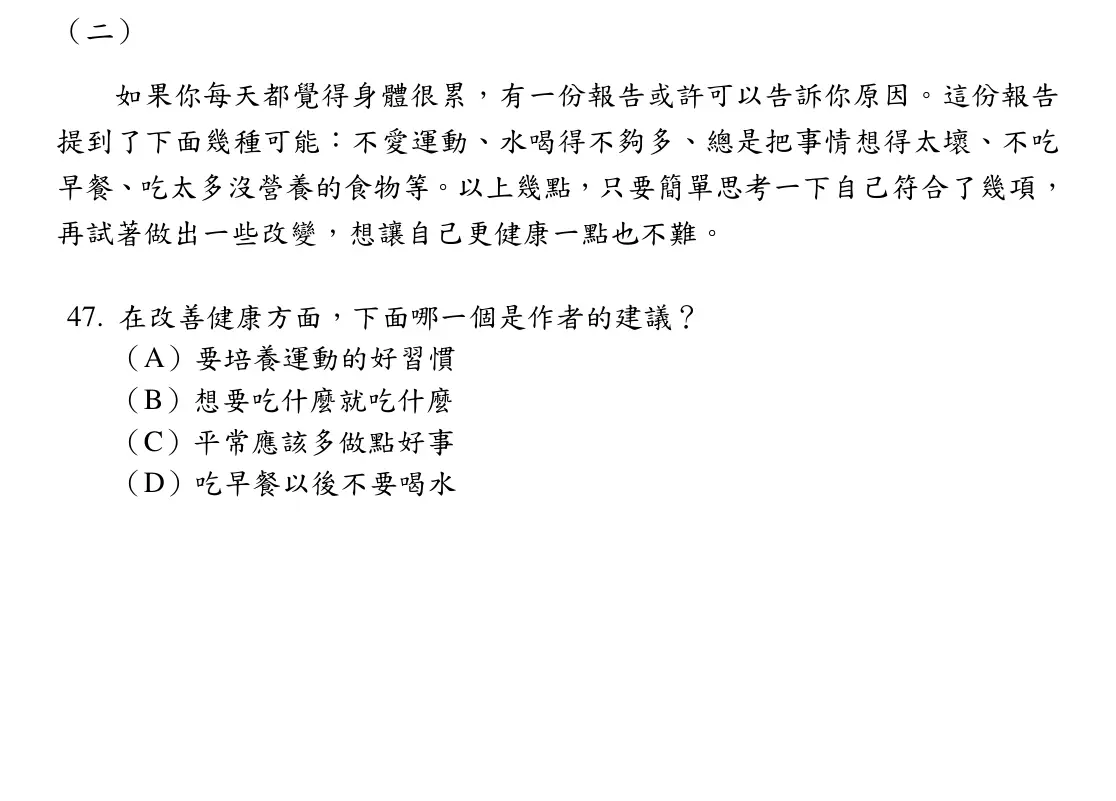 （二）
如果你每天都覺得身體很累，有一份報告或許可以告訴你原因。這份報告
提到了下面幾種可能：不愛運動、水喝得不夠多、總是把事情想得太壞、不吃
早餐、吃太多沒營養的食物等。以上幾點，只要簡單思考一下自己符合了幾項，
再試著做出一些改變，想讓自己更健康一點也不難。
47. 在改善健康方面，下面哪一個是作者的建議？
（A）要培養運動的好習慣
（B）想要吃什麼就吃什麼
（C）平常應該多做點好事
（D）吃早餐以後不要喝水